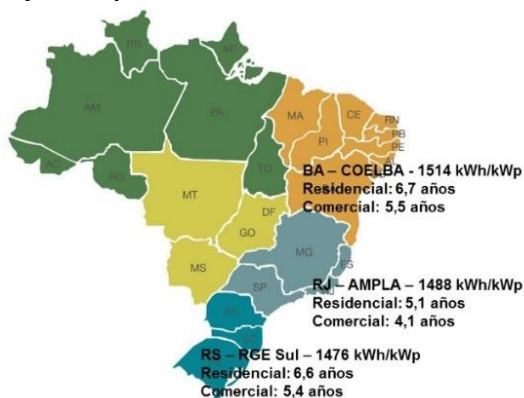 RR
AP
AM
PA
MA
CE
RN
PB
PE
PI
AC
RO
TO
BA – COELBA - 1514 kWh/kWp
Residencial: 6,7 años
Comercial: 5,5 años
MT
DF
GO
MG
ES
MS
SP
RJ – AMPLA – 1488 kWh/kWp
Residencial: 5,1 años
Comercial: 4,1 años
PR
RS – RGE Sul – 1476 kWh/kWp
Residencial: 6,6 años
Comercial: 5,4 años